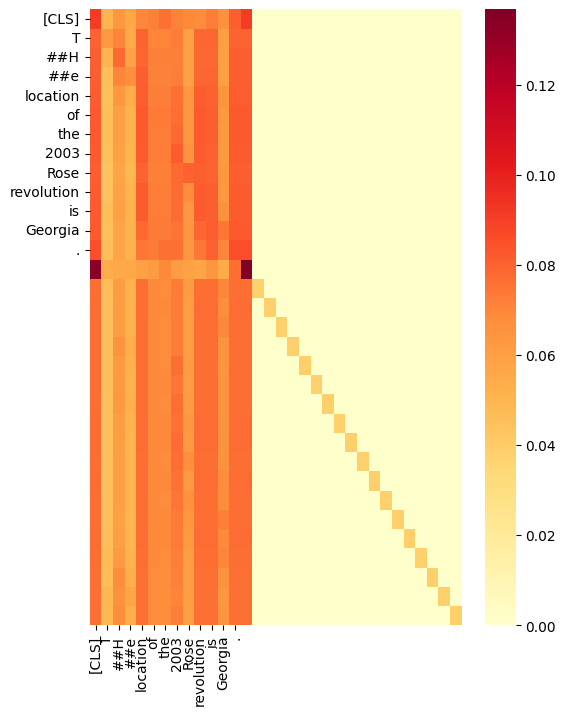 [CLS]
T
##H
##e
location
of
the
2003
Rose
revolution
is
Georgia
.
0.12
0.10
0.08
0.06
0.04
0.02
0.00
[CLS]
T
##H
##e
location
of
the
2003
Rose
revolution
is
Georgia
.